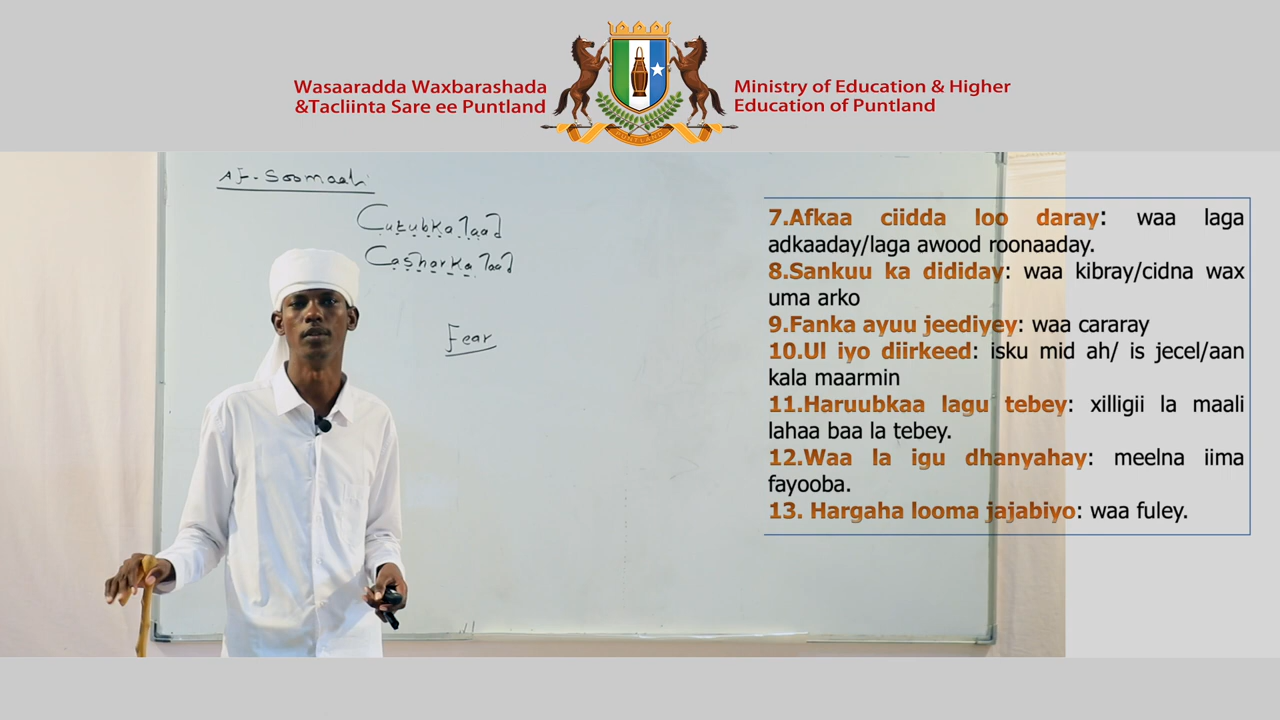 Wasaaradda Waxbarashada
&Tacliinta Sare ee Puntland
Ministry of Education & Higher
Education of Puntland
PUNTLAND
AF-Soomaali
Cutubka 1aad
Casharka 1aad
Fear
7.Afkaa ciidda loo daray: waa laga
adkaaday/laga awood roonaaday.
8.Sankuu ka dididay: waa kibray/cidna wax
uma arko
9.Fanka ayuu jeediyey: waa cararay
10.Ul iyo diirkeed: isku mid ah/ is jecel/aan
kala maarmin
11.Haruubkaa lagu tebey: xilligii la maali
lahaa baa la tebey.
12.Waa la igu dhanyahay: meelna iima
fayooba.
13. Hargaha looma jajabiyo: waa fuley.